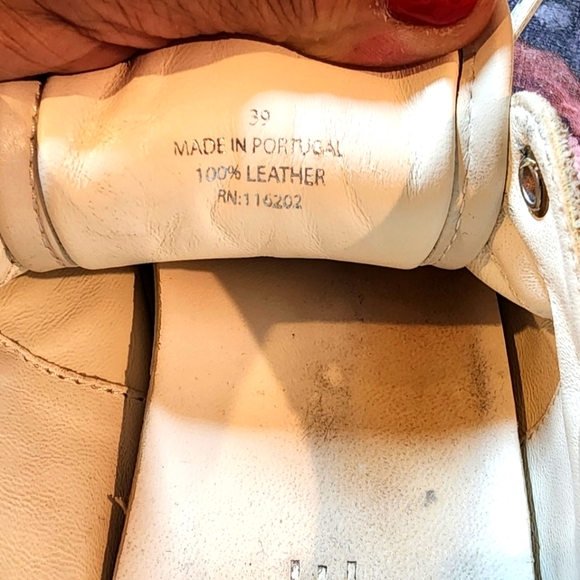 39
MADE IN PORTUGAL
100% LEATHER
RN:116202